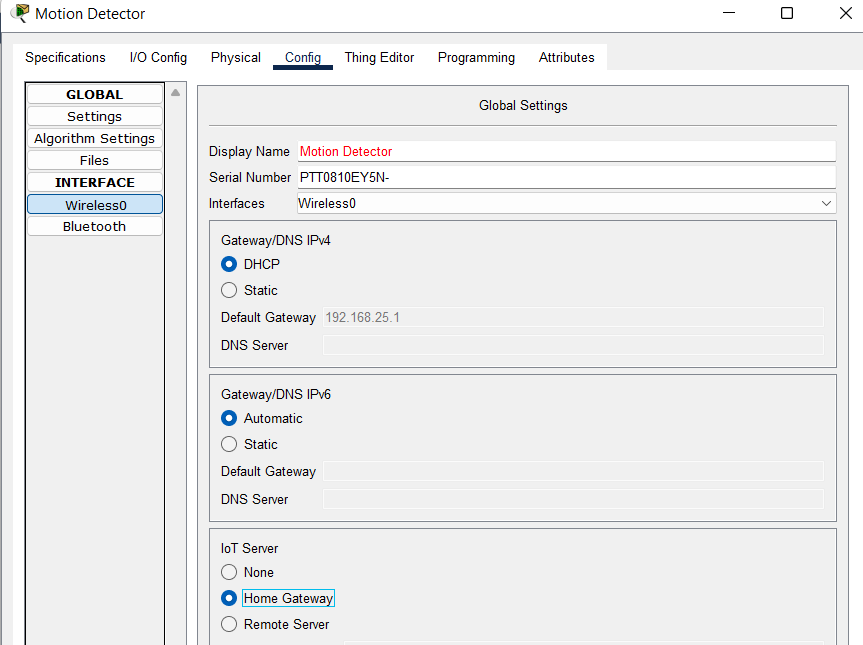 Motion Detector
Specifications I/O Config Physical Config Thing Editor Programming Attributes
GLOBAL
Settings
Algorithm Settings
Files
INTERFACE
Wireless0
Bluetooth
Global Settings
Display Name Motion Detector
Serial Number PTT0810EY5N-
Interfaces Wireless0
Gateway/DNS IPv4
DHCP
Static
Default Gateway 192.168.25.1
DNS Server
Gateway/DNS IPv6
Automatic
Static
Default Gateway
DNS Server
IoT Server
None
Home Gateway
Remote Server